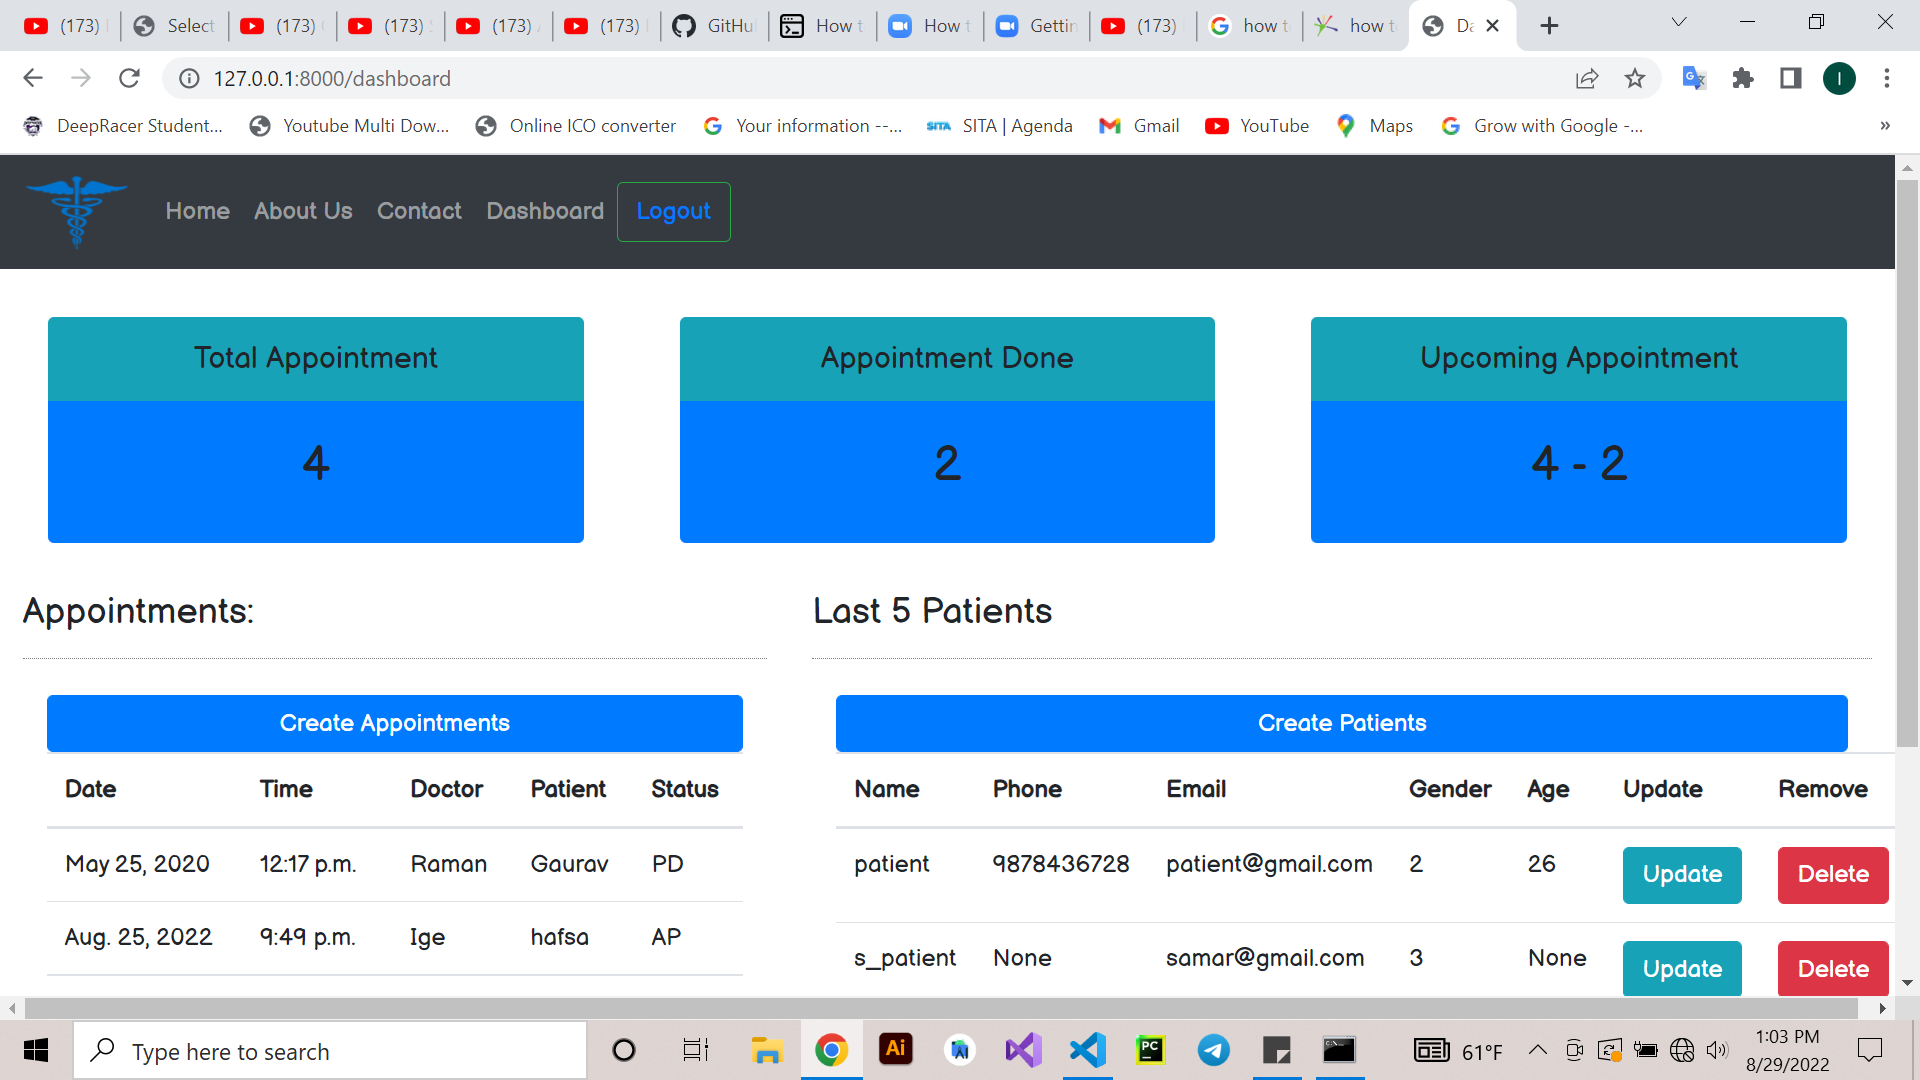 (173)
Select
(173)
(173)
(173)
(173)
GitHu
How t
How t
Gettin
(173)
how t
how t
Da
127.0.0.1:8000/dashboard
I
DeepRacer Student...
Youtube Multi Dow...
Online ICO converter
Your information --...
SITA
SITA | Agenda
Gmail
YouTube
Maps
Grow with Google -...
»
Home
About Us
Contact
Dashboard
Logout
Total Appointment
4
Appointment Done
2
Upcoming Appointment
4 - 2
Appointments:
Create Appointments
Date Time Doctor Patient Status
May 25, 2020 12:17 p.m. Raman Gaurav PD
Aug. 25, 2022 9:49 p.m. Ige hafsa AP
Last 5 Patients
Create Patients
Name Phone Email Gender Age Update Remove
patient 9878436728 patient@gmail.com 2 26 Update Delete
s_patient None samar@gmail.com 3 None Update Delete
Type here to search
Ai
PC
61°F
1:03 PM
8/29/2022